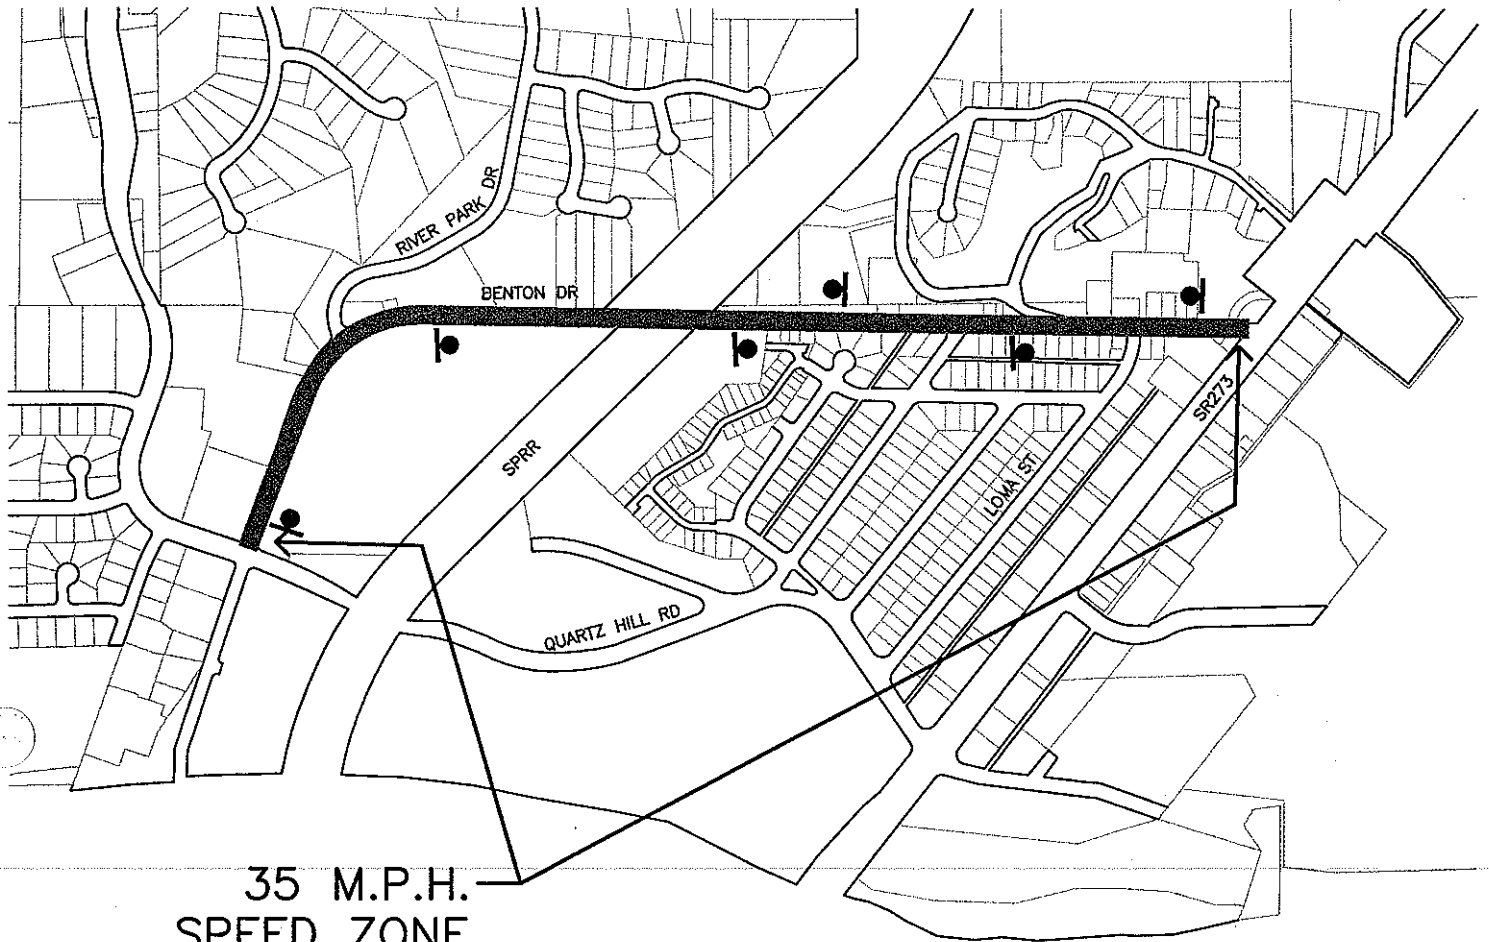 RIVER PARK DR
BENTON DR
SPRR
SR273
LOMA ST
QUARTZ HILL RD
35 M.P.H.
SPEED ZONE